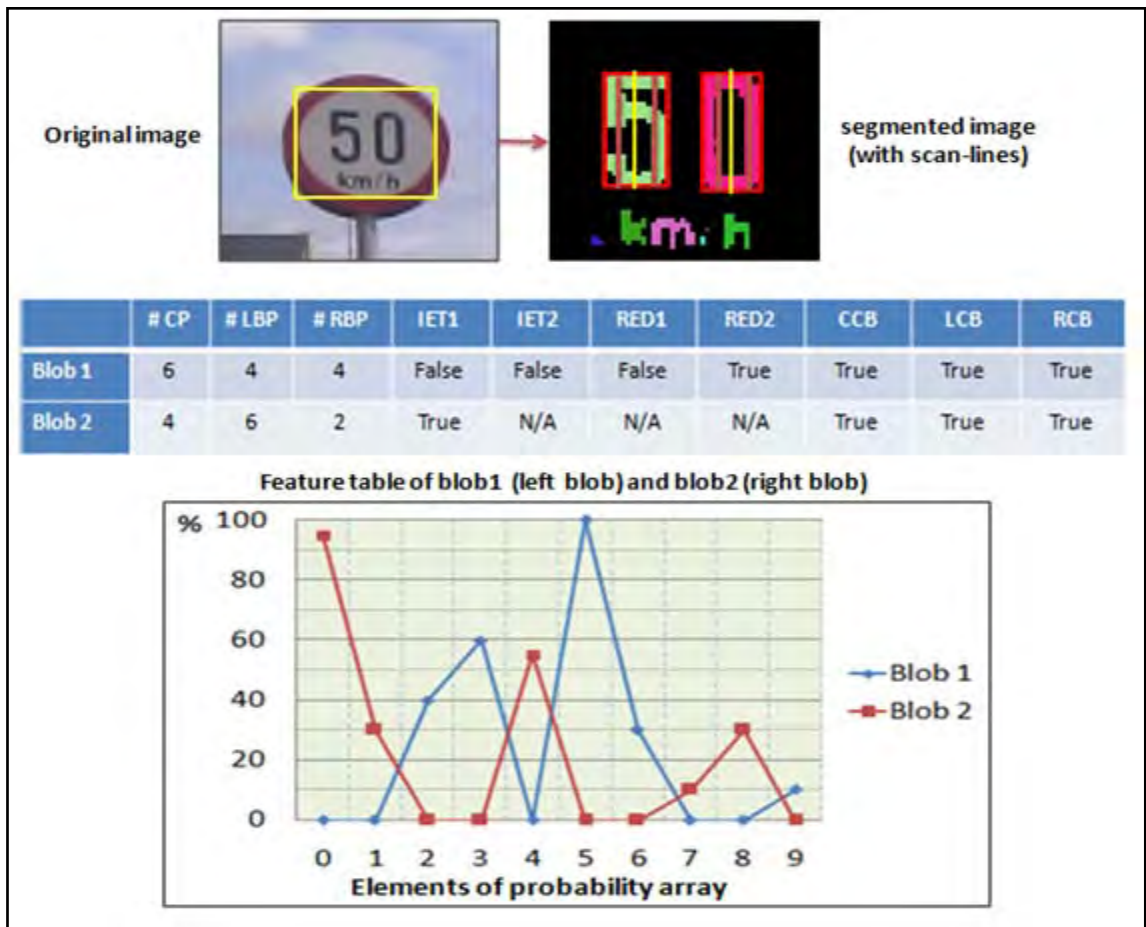 Original image
50
km/h
50
km.h
segmented image
(with scan-lines)
# CP # LBP # RBP IET1 IET2 RED1 RED2 CCB LCB RCB
Blob 1 6 4 4 False False False True True True True
Blob 2 4 6 2 True N/A N/A N/A True True True
Feature table of blob1 (left blob) and blob2 (right blob)
% 100
80
60
40
20
0
0 1 2 3 4 5 6 7 8 9
Elements of probability array
Blob 1
Blob 2